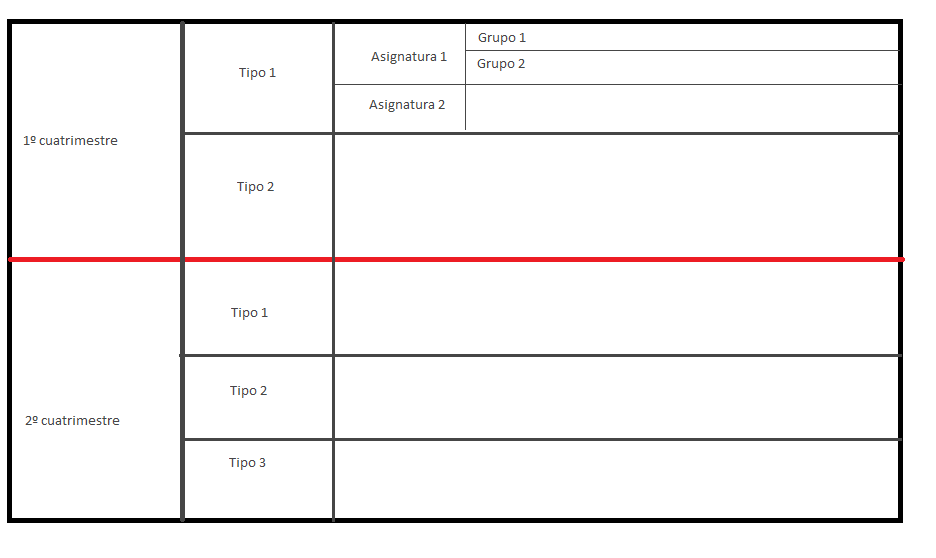 1º cuatrimestre
Tipo 1
Asignatura 1
Grupo 1
Grupo 2
Asignatura 2
Tipo 2
2º cuatrimestre
Tipo 1
Tipo 2
Tipo 3